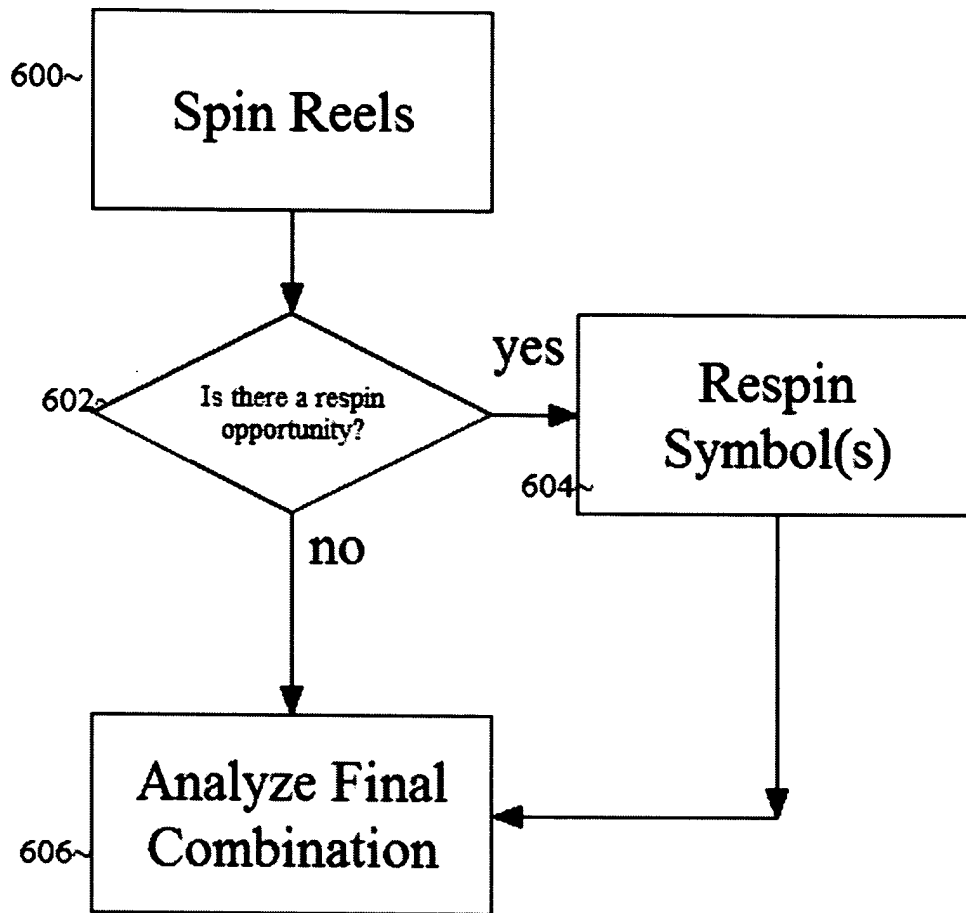 600~
Spin Reels
yes
602~
Is there a respin
opportunity?
Respin
Symbol(s)
604~
no
Analyze Final
Combination
606~